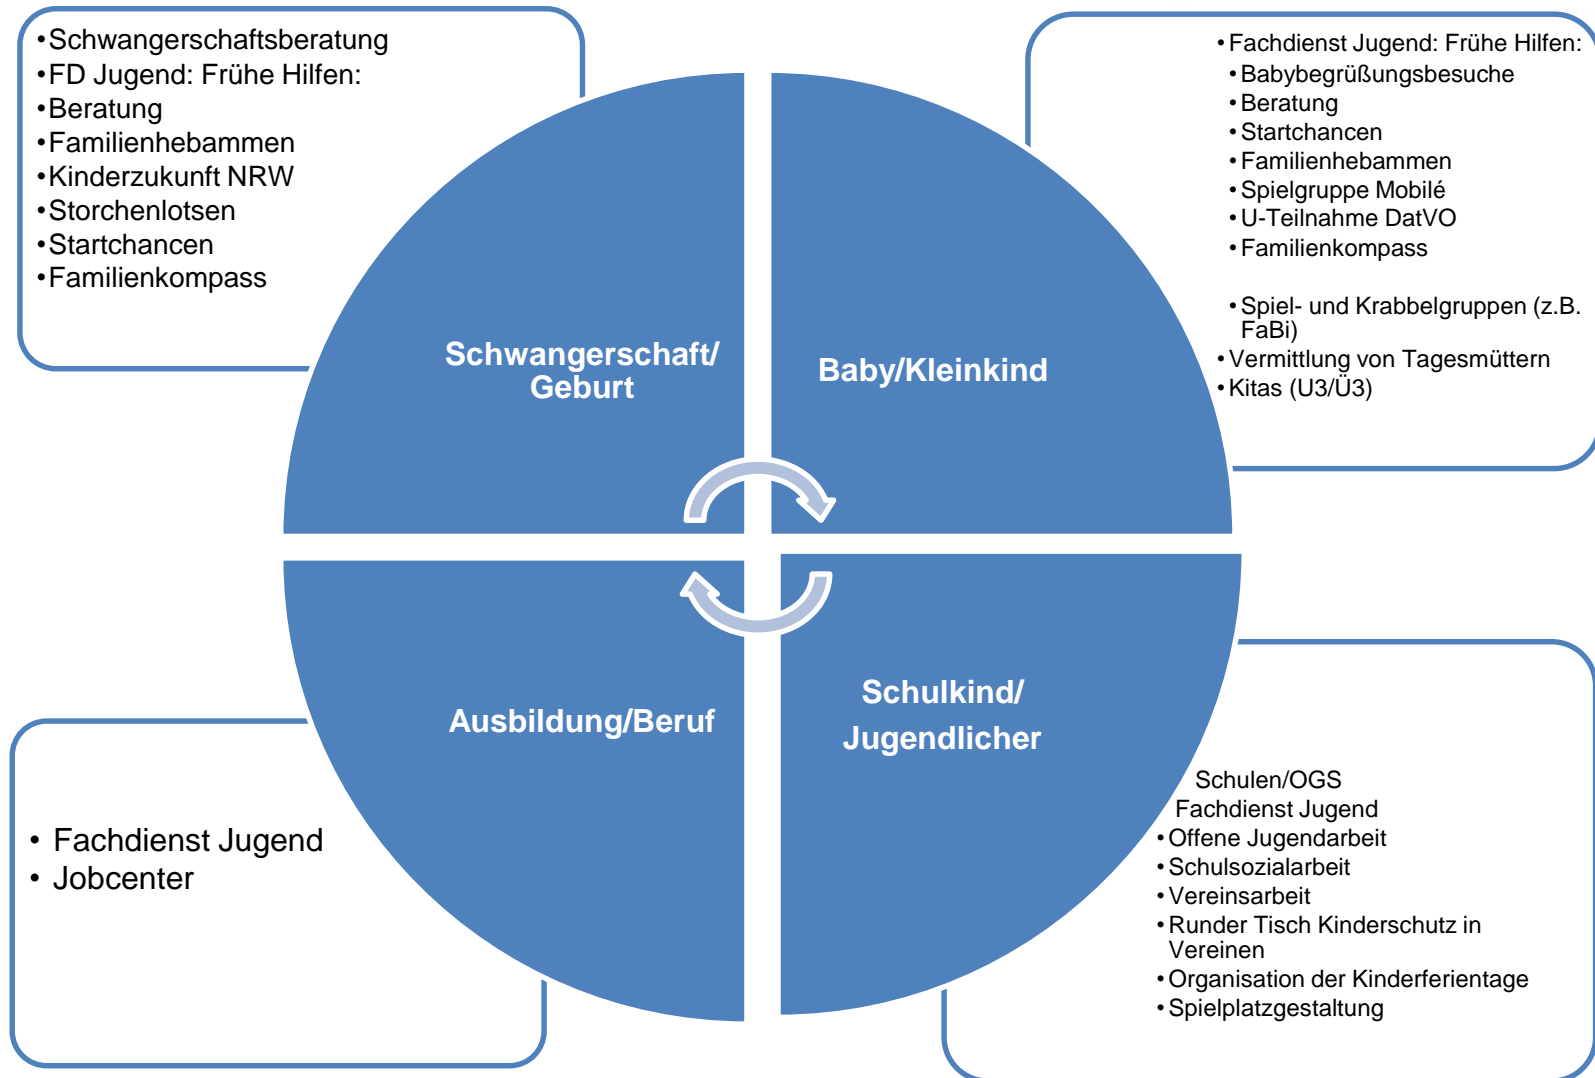 •Schwangerschaftsberatung
•FD Jugend: Frühe Hilfen:
•Beratung
•Familienhebammen
•Kinderzukunft NRW
•Storchenlotsen
•Startchancen
•Familienkompass
•Fachdienst Jugend: Frühe Hilfen:
•Babybegrüßungsbesuche
•Beratung
•Startchancen
•Familienhebammen
•Spielgruppe Mobilé
•U-Teilnahme DatVO
•Familienkompass
•Spiel- und Krabbelgruppen (z.B.
FaBi)
•Vermittlung von Tagesmüttern
•Kitas (U3/Ü3)
Schwangerschaft/
Geburt
Baby/Kleinkind
Ausbildung/Beruf
Schulkind/
Jugendlicher
• Fachdienst Jugend
• Jobcenter
Schulen/OGS
Fachdienst Jugend
•Offene Jugendarbeit
•Schulsozialarbeit
•Vereinsarbeit
•Runder Tisch Kinderschutz in
Vereinen
•Organisation der Kinderferientage
•Spielplatzgestaltung